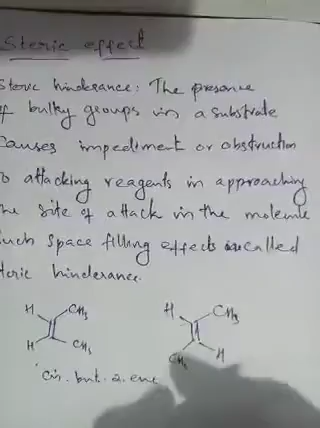 Steric effect
Steric hinderance: The presence
of bulky groups in a substrate
causes impediment or obstruction
to attacking reagents in approaching
the site of attack in the molecule
such space filling effects are called
steric hinderance.
H CH3 H CH3
H CH3 CH3 H
cis-but-2-ene